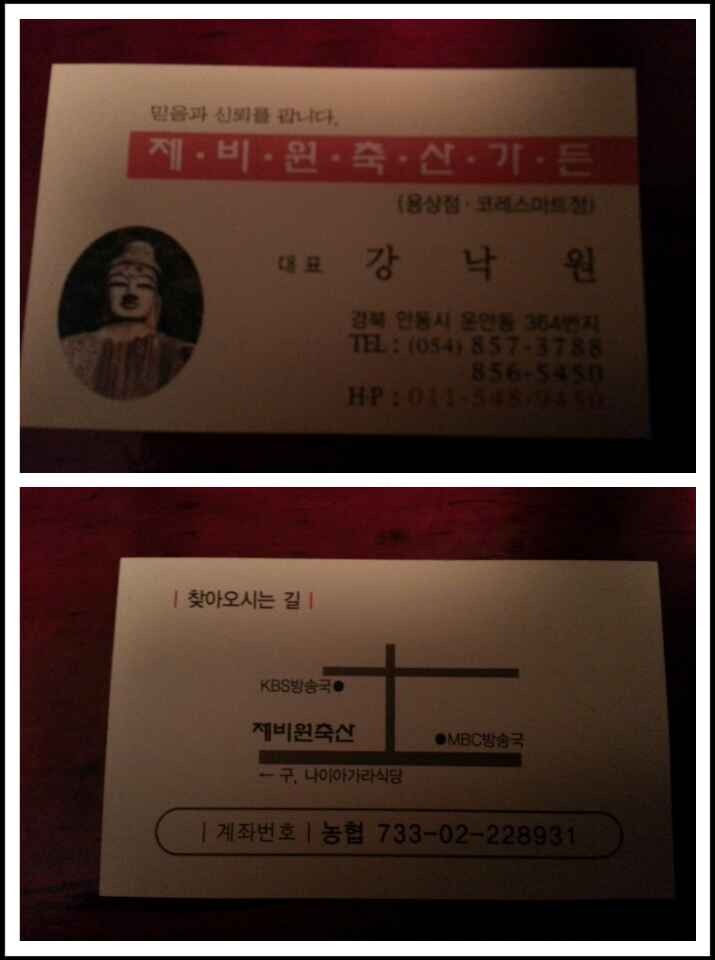 믿음과 신뢰를 팝니다.
제·비·원·축·산·가·든
(용상점·코레스마트점)
대표 강 낙 원
경북 안동시 운안동 364번지
TEL : (054) 857-3788
856-5450
H·P : 011-548-9450
| 찾아오시는 길 |
KBS방송국●
제비원축산
●MBC방송국
← 구, 나이아가라식당
| 계좌번호 | 농협 733-02-228931